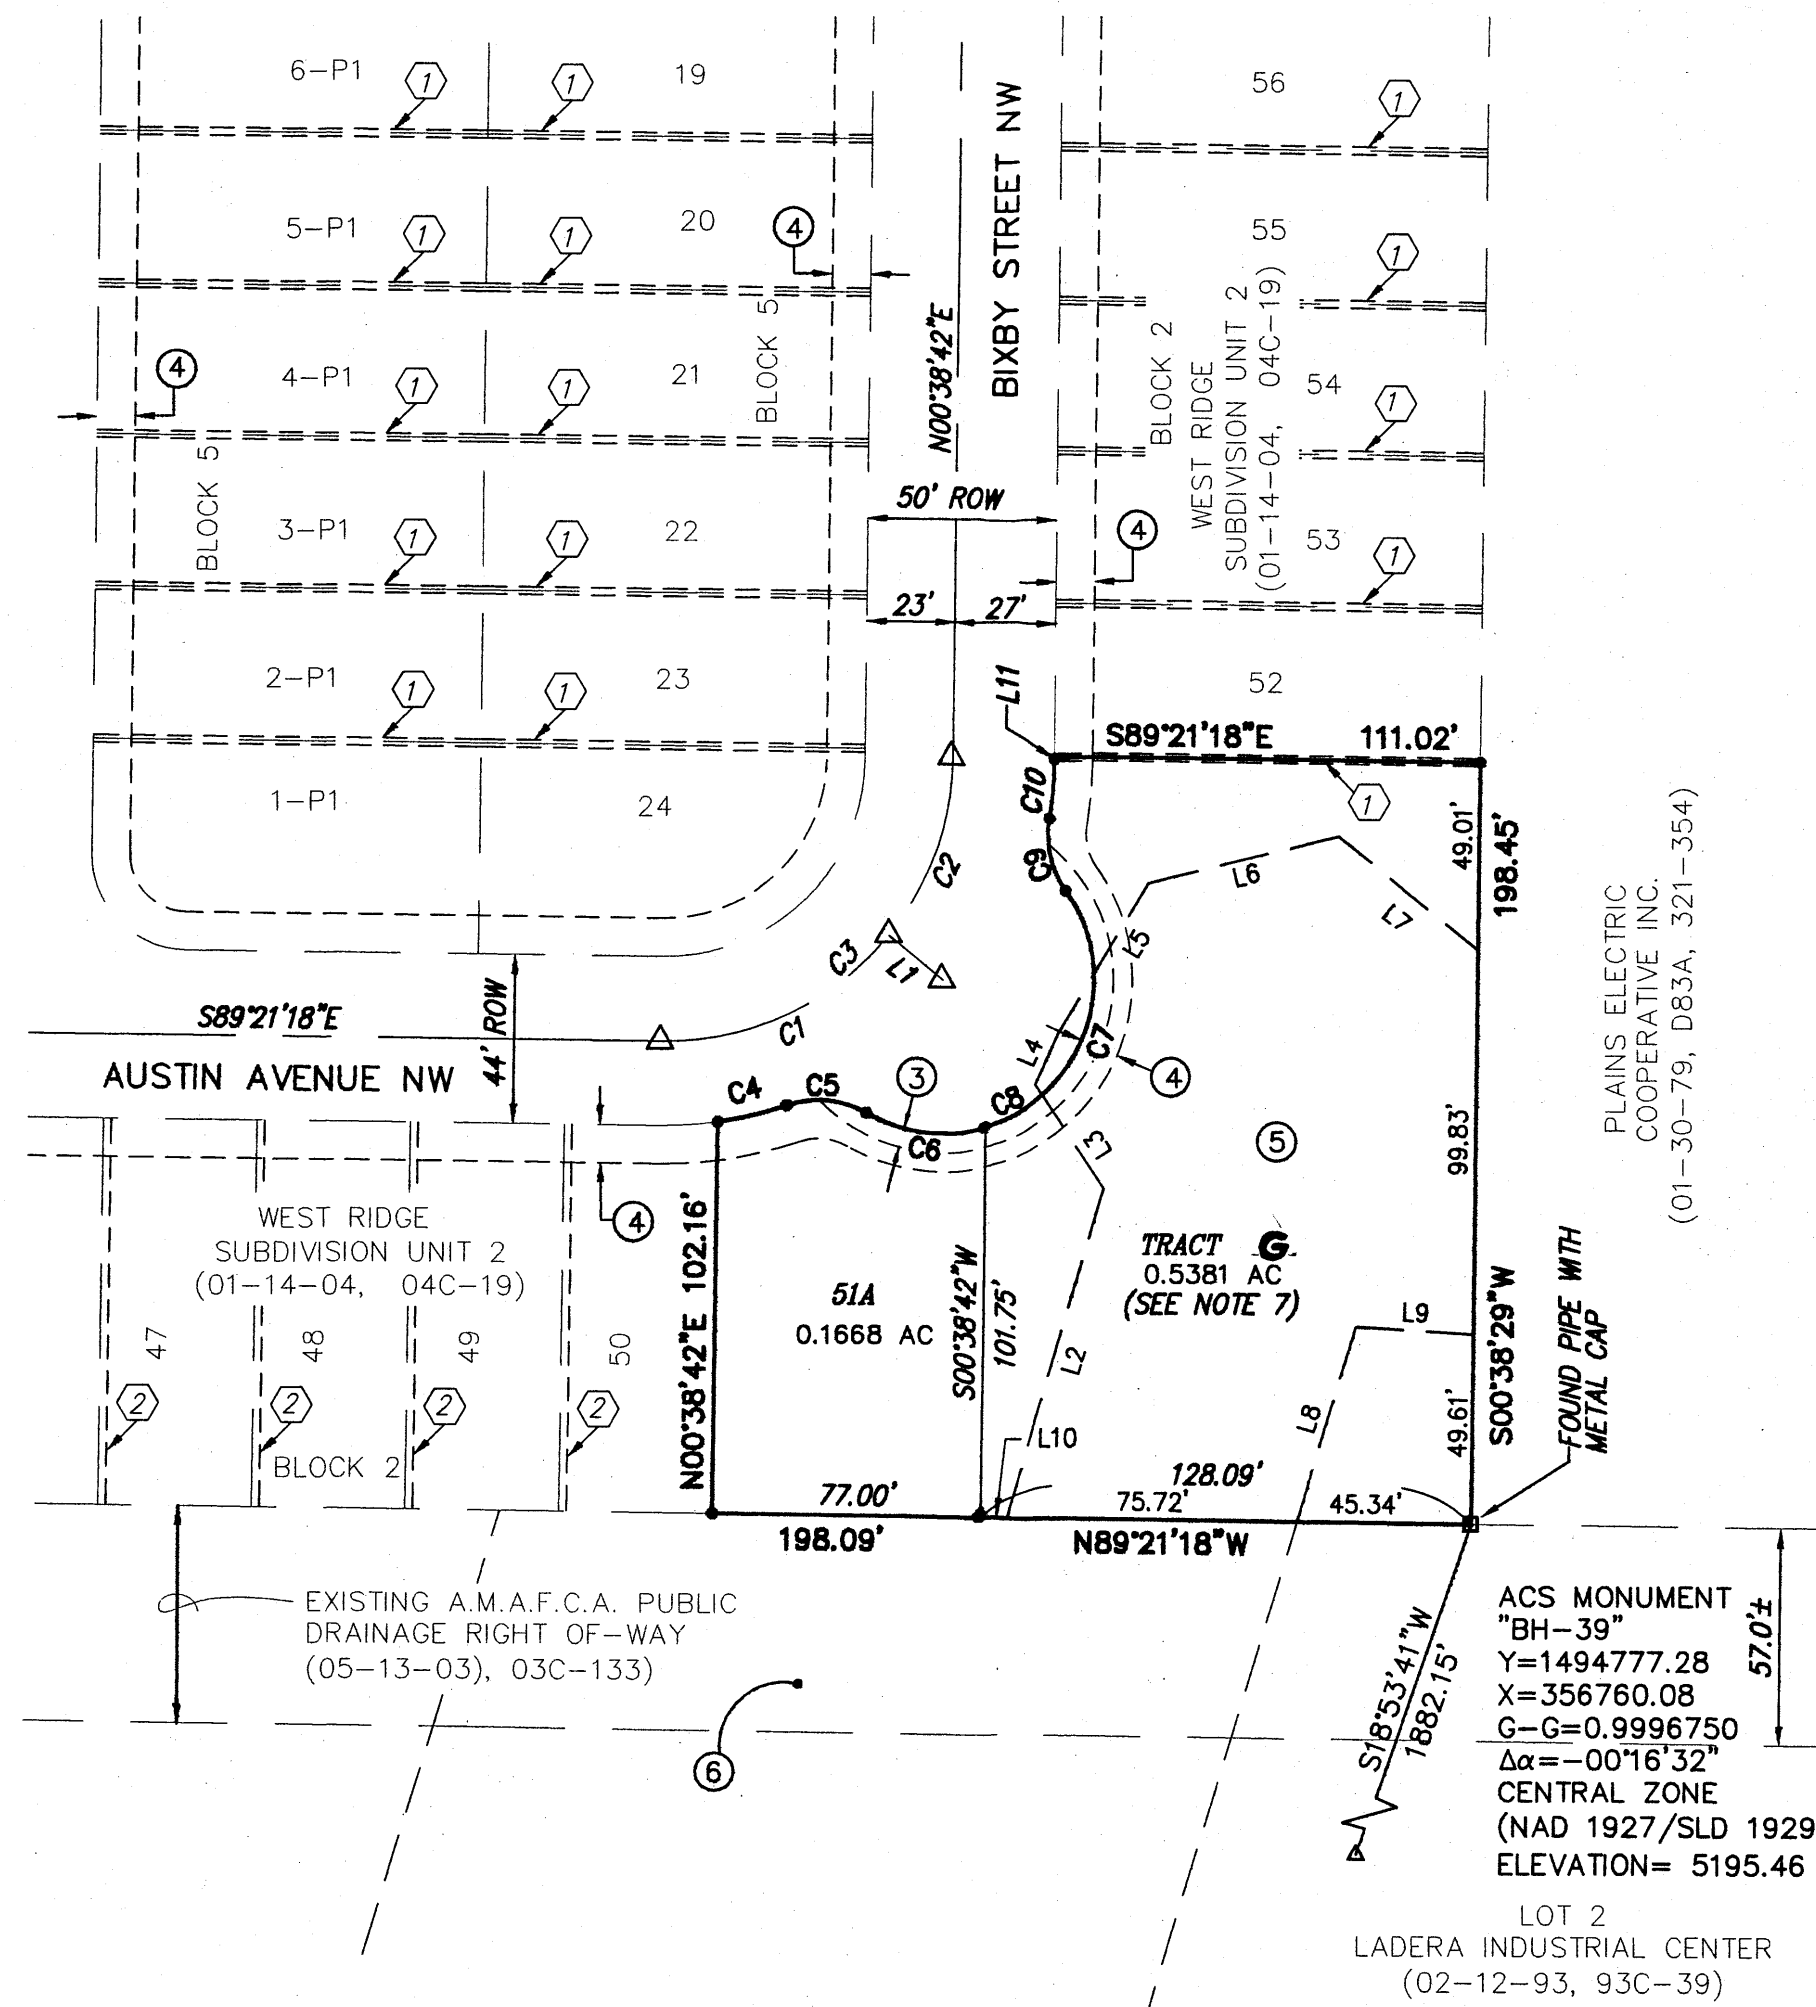 6-P1
1
1
19
56
1
5-P1
1
1
20
4
55
1
BLOCK 5
N00°38'42"E
BIXBY STREET NW
BLOCK 2
WEST RIDGE
SUBDIVISION UNIT 2
(01-14-04, 04C-19)
4
4-P1
1
1
21
54
1
BLOCK 5
50' ROW
3-P1
1
1
22
4
53
1
23'
27'
2-P1
1
1
23
L11
52
S89°21'18"E
111.02'
1-P1
24
C10
1
49.01'
198.45'
C2
C9
L6
L7
C3
L1
L5
PLAINS ELECTRIC
COOPERATIVE INC.
(01-30-79, D83A, 321-354)
S89°21'18"E
44' ROW
C1
AUSTIN AVENUE NW
L4
C7
4
C4
C5
3
C8
C6
L3
5
99.83'
4
WEST RIDGE
SUBDIVISION UNIT 2
(01-14-04, 04C-19)
N00°38'42"E 102.16'
51A
0.1668 AC
S00°38'42"W
101.75'
TRACT G
0.5381 AC
(SEE NOTE 7)
L9
L2
L8
S00°38'29"W
49.61'
FOUND PIPE WITH
METAL CAP
47
48
49
50
2
2
2
2
BLOCK 2
L10
77.00'
128.09'
75.72'
45.34'
198.09'
N89°21'18"W
EXISTING A.M.A.F.C.A. PUBLIC
DRAINAGE RIGHT OF-WAY
(05-13-03), 03C-133)
6
S18°53'41"W
1882.15'
57.0'±
ACS MONUMENT
"BH-39"
Y=1494777.28
X=356760.08
G-G=0.9996750
Δα=-00°16'32"
CENTRAL ZONE
(NAD 1927/SLD 1929
ELEVATION= 5195.46
LOT 2
LADERA INDUSTRIAL CENTER
(02-12-93, 93C-39)